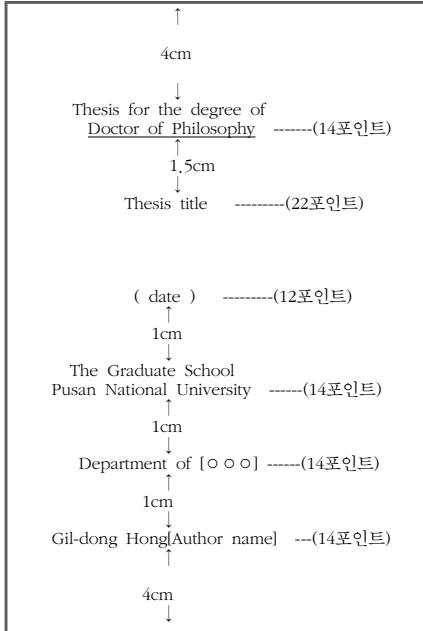 ↑
4cm
↓
Thesis for the degree of
Doctor of Philosophy -------(14포인트)
↑
1.5cm
↓
Thesis title ---------(22포인트)
( date ) ---------(12포인트)
↑
1cm
↓
The Graduate School
Pusan National University ------(14포인트)
↑
1cm
↓
Department of [ㅇㅇㅇ] ------(14포인트)
↑
1cm
↓
Gil-dong Hong[Author name] ---(14포인트)
↑
4cm
↓